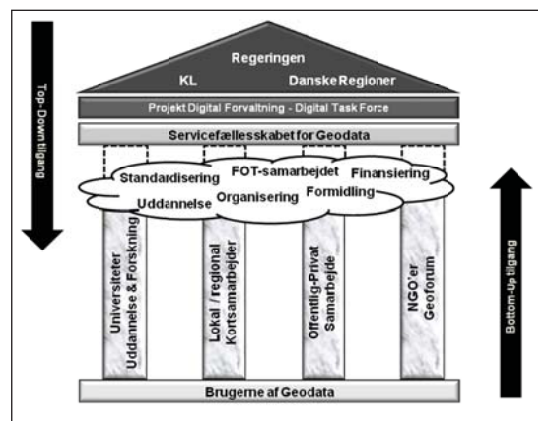 Regeringen
KL Danske Regioner
Projekt Digital Forvaltning - Digital Task Force
Servicefællesskabet for Geodata
Standardisering FOT-samarbejdet Finansiering
Uddannelse Organisering Formidling
Top-Down tilgang
Universiteter
Uddannelse & Forskning
Lokal / regional
Kortsamarbejder
Offentlig-Privat
Samarbejde
NGO'er
Geoforum
Bottom-Up tilgang
Brugerne af Geodata